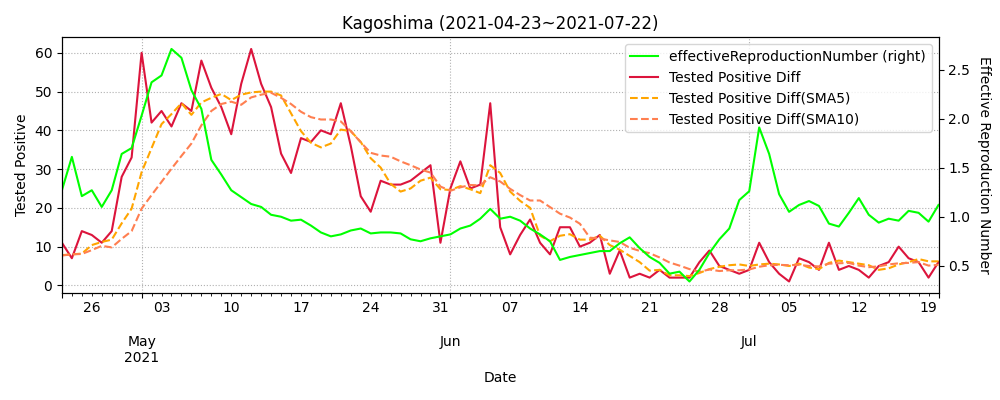 Kagoshima (2021-04-23~2021-07-22)
effectiveReproductionNumber (right)
Tested Positive Diff
Tested Positive Diff(SMA5)
Tested Positive Diff(SMA10)
Tested Positive
60
50
40
30
20
10
0
2.5
2.0
1.5
1.0
0.5
Effective Reproduction Number
26 03 10 17 24 31 07 14 21 28 05 12 19
May Jun Jul
2021
Date